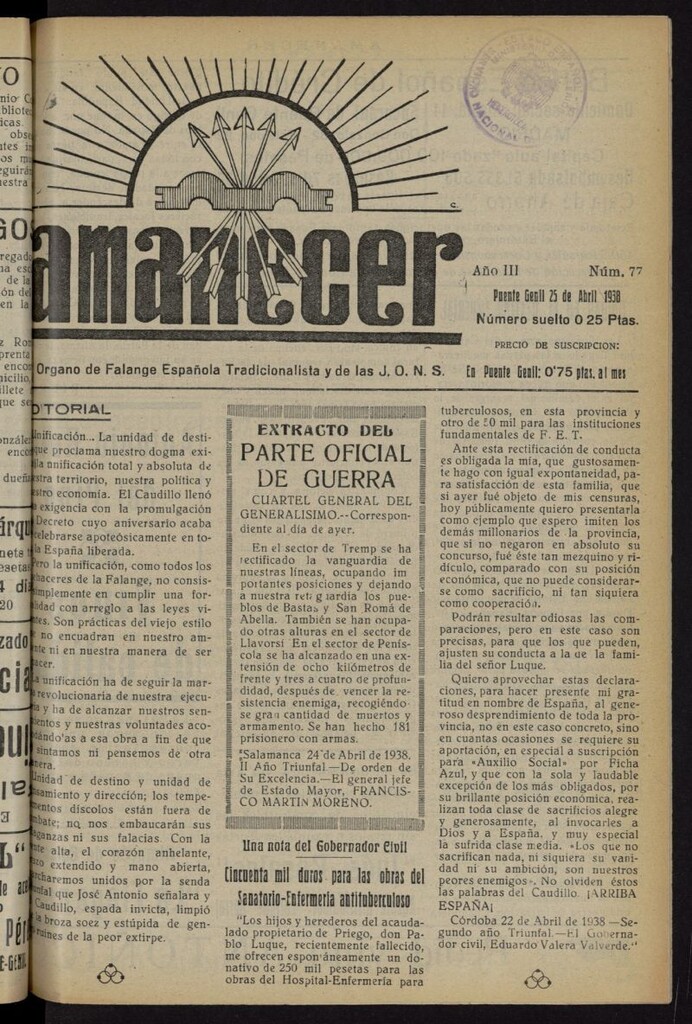 amanecer
Año III Núm. 77
Puente Genil 25 de Abril 1938
Número suelto 0 25 Ptas.
PRECIO DE SUSCRIPCION:
Organo de Falange Española Tradicionalista y de las J. O. N. S.
En Puente Genil: 0'75 ptas. al mes
TORIAL
Unificación... La unidad de desti-
que proclama nuestro dogma exi-
la unificación total y absoluta de
territorio, nuestra política y
economía. El Caudillo llenó
exigencia con la promulgación
Decreto cuyo aniversario acaba
celebrarse apoteósicamente en to-
la España liberada.
la unificación, como todos los
haceres de la Falange, no consis-
implemente en cumplir una for-
idad con arreglo a las leyes vi-
Son prácticas del viejo estilo
no encuadran en nuestro am-
ni en nuestra manera de ser
unificación ha de seguir la mar-
revolucionaria de nuestra ejecu-
y ha de alcanzar nuestros sen-
y nuestras voluntades aco-
a esa obra a fin de que
sintamos ni pensemos de otra
Unidad de destino y unidad de
y dirección; los tempe-
discolos están fuera de
no nos embaucarán sus
ni sus falacias. Con la
alta, el corazón anhelante,
extendido y mano abierta,
unidos por la senda
que José Antonio señalara y
Caudillo, espada invicta, limpió
broza soez y estúpida de gen-
de la peor extirpe.
EXTRACTO DEL
PARTE OFICIAL
DE GUERRA
CUARTEL GENERAL DEL
GENERALISIMO.--Correspon-
diente al día de ayer.
En el sector de Tremp se ha
rectificado la vanguardia de
nuestras líneas, ocupando im
portantes posiciones y dejando
a nuestra retaguardia los pue-
blos de Bastas y San Romá de
Abella. También se han ocupa-
do otras alturas en el sector de
Llavorsi En el sector de Penís-
cola se ha alcanzado en una ex-
tensión de ocho kilómetros de
frente y tres a cuatro de profun-
didad, después de vencer la re-
sistencia enemiga, recogiéndo-
se gran cantidad de muertos y
armamento. Se han hecho 181
prisionero con armas.
Salamanca 24 de Abril de 1938.
II Año Triunfal.—De orden de
Su Excelencia.—El general jefe
de Estado Mayor, FRANCIS-
CO MARTIN MORENO.
Una nota del Gobernador Civil
Cincuenta mil duros para las obras del
Sanatorio-Enfermería antituberculoso
"Los hijos y herederos del acauda-
lado propietario de Priego, don Pa-
blo Luque, recientemente fallecido,
me ofrecen espontáneamente un do-
nativo de 250 mil pesetas para las
obras del Hospital-Enfermería para
tuberculosos, en esta provincia y
otro de 50 mil para las instituciones
fundamentales de F. E. T.
Ante esta rectificación de conducta
es obligada la mía, que gustosamen-
te hago con igual expontaneidad, pa-
ra satisfacción de esta familia, que
si ayer fué objeto de mis censuras,
hoy públicamente quiero presentarla
como ejemplo que espero imiten los
demás millonarios de la provincia,
que si no negaron en absoluto su
concurso, fué éste tan mezquino y ri-
dículo, comparado con su posición
económica, que no puede considerar-
se como sacrificio, ni tan siquiera
como cooperación.
Podrán resultar odiosas las com-
paraciones, pero en este caso son
precisas, para que los que pueden,
ajusten su conducta a la de la fami-
lia del señor Luque.
Quiero aprovechar estas declara-
ciones, para hacer presente mi gra-
titud en nombre de España, al gene-
roso desprendimiento de toda la pro-
vincia, no en este caso concreto, sino
en cuantas ocasiones se requiere su
aportación, en especial a suscripción
para «Auxilio Social» por Ficha
Azul, y que con la sola y laudable
excepción de los más obligados, por
su brillante posición económica, rea-
lizan toda clase de sacrificios alegre
y generosamente, al invocarles a
Dios y a España, y muy especial
la sufrida clase media. «Los que no
sacrifican nada, ni siquiera su vani-
dad ni su ambición, son nuestros
peores enemigos». No olviden éstos
las palabras del Caudillo. ¡ARRIBA
ESPAÑA¡
Córdoba 22 de Abril de 1938—Se-
gundo año Triunfal.—El Goberna-
dor civil, Eduardo Valera Valverde."